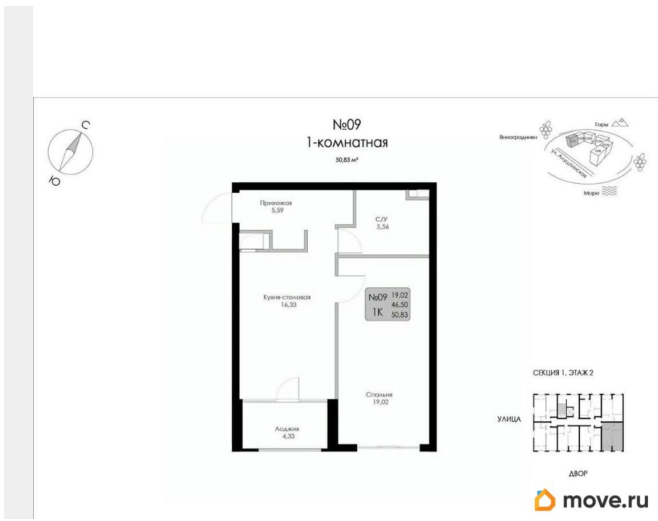 С
Ю
№09
1-комнатная
50,83 м²
Виноградники
Горы
ул. Агрипинская
Море
Прихожая
5,59
С/У
5,56
Кухня-столовая
16,33
№09
1К
19,02
46,50
50,83
Спальня
19,02
Лоджия
4,33
СЕКЦИЯ 1, ЭТАЖ 2
УЛИЦА
ДВОР
move.ru